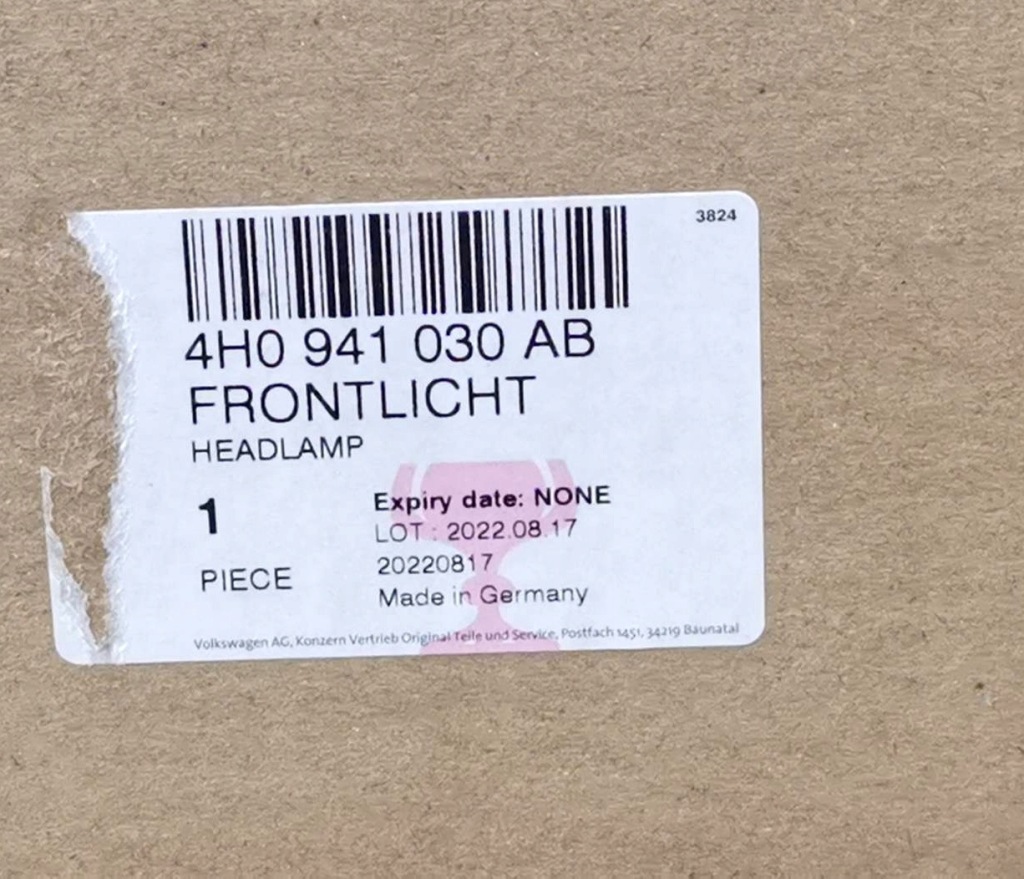 3824
4H0 941 030 AB
FRONTLICHT
HEADLAMP
1
PIECE
Expiry date: NONE
LOT : 2022.08.17
20220817
Made in Germany
Volkswagen AG, Konzern Vertrieb Original Teile und Service, Postfach 1451, 34219 Baunatal